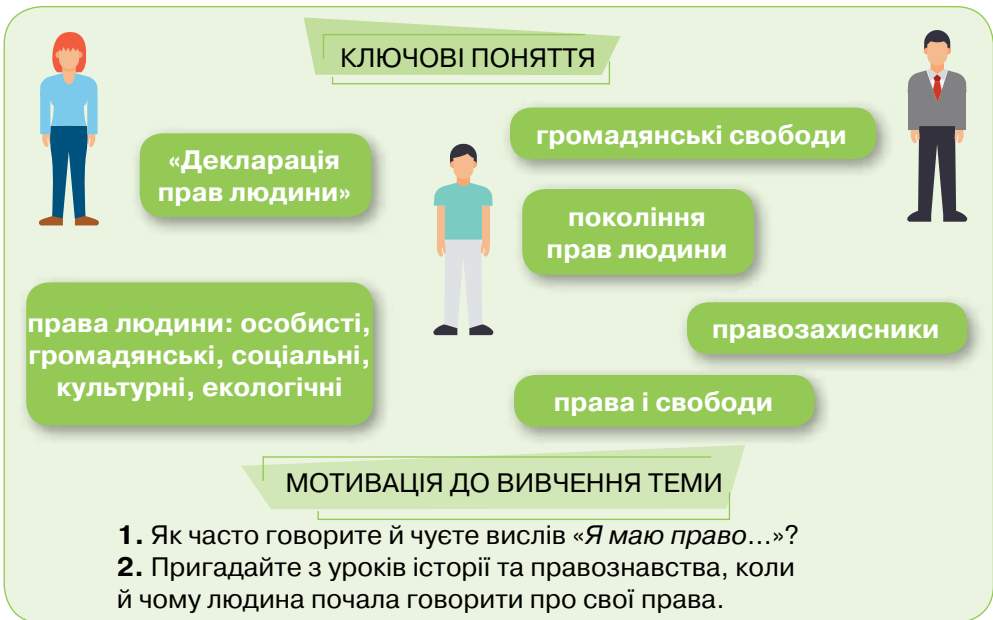 КЛЮЧОВІ ПОНЯТТЯ
«Декларація
прав людини»
громадянські свободи
покоління
прав людини
права людини: особисті,
громадянські, соціальні,
культурні, екологічні
правозахисники
права і свободи
МОТИВАЦІЯ ДО ВИВЧЕННЯ ТЕМИ
1. Як часто говорите й чуєте вислів «Я маю право...»?
2. Пригадайте з уроків історії та правознавства, коли
й чому людина почала говорити про свої права.